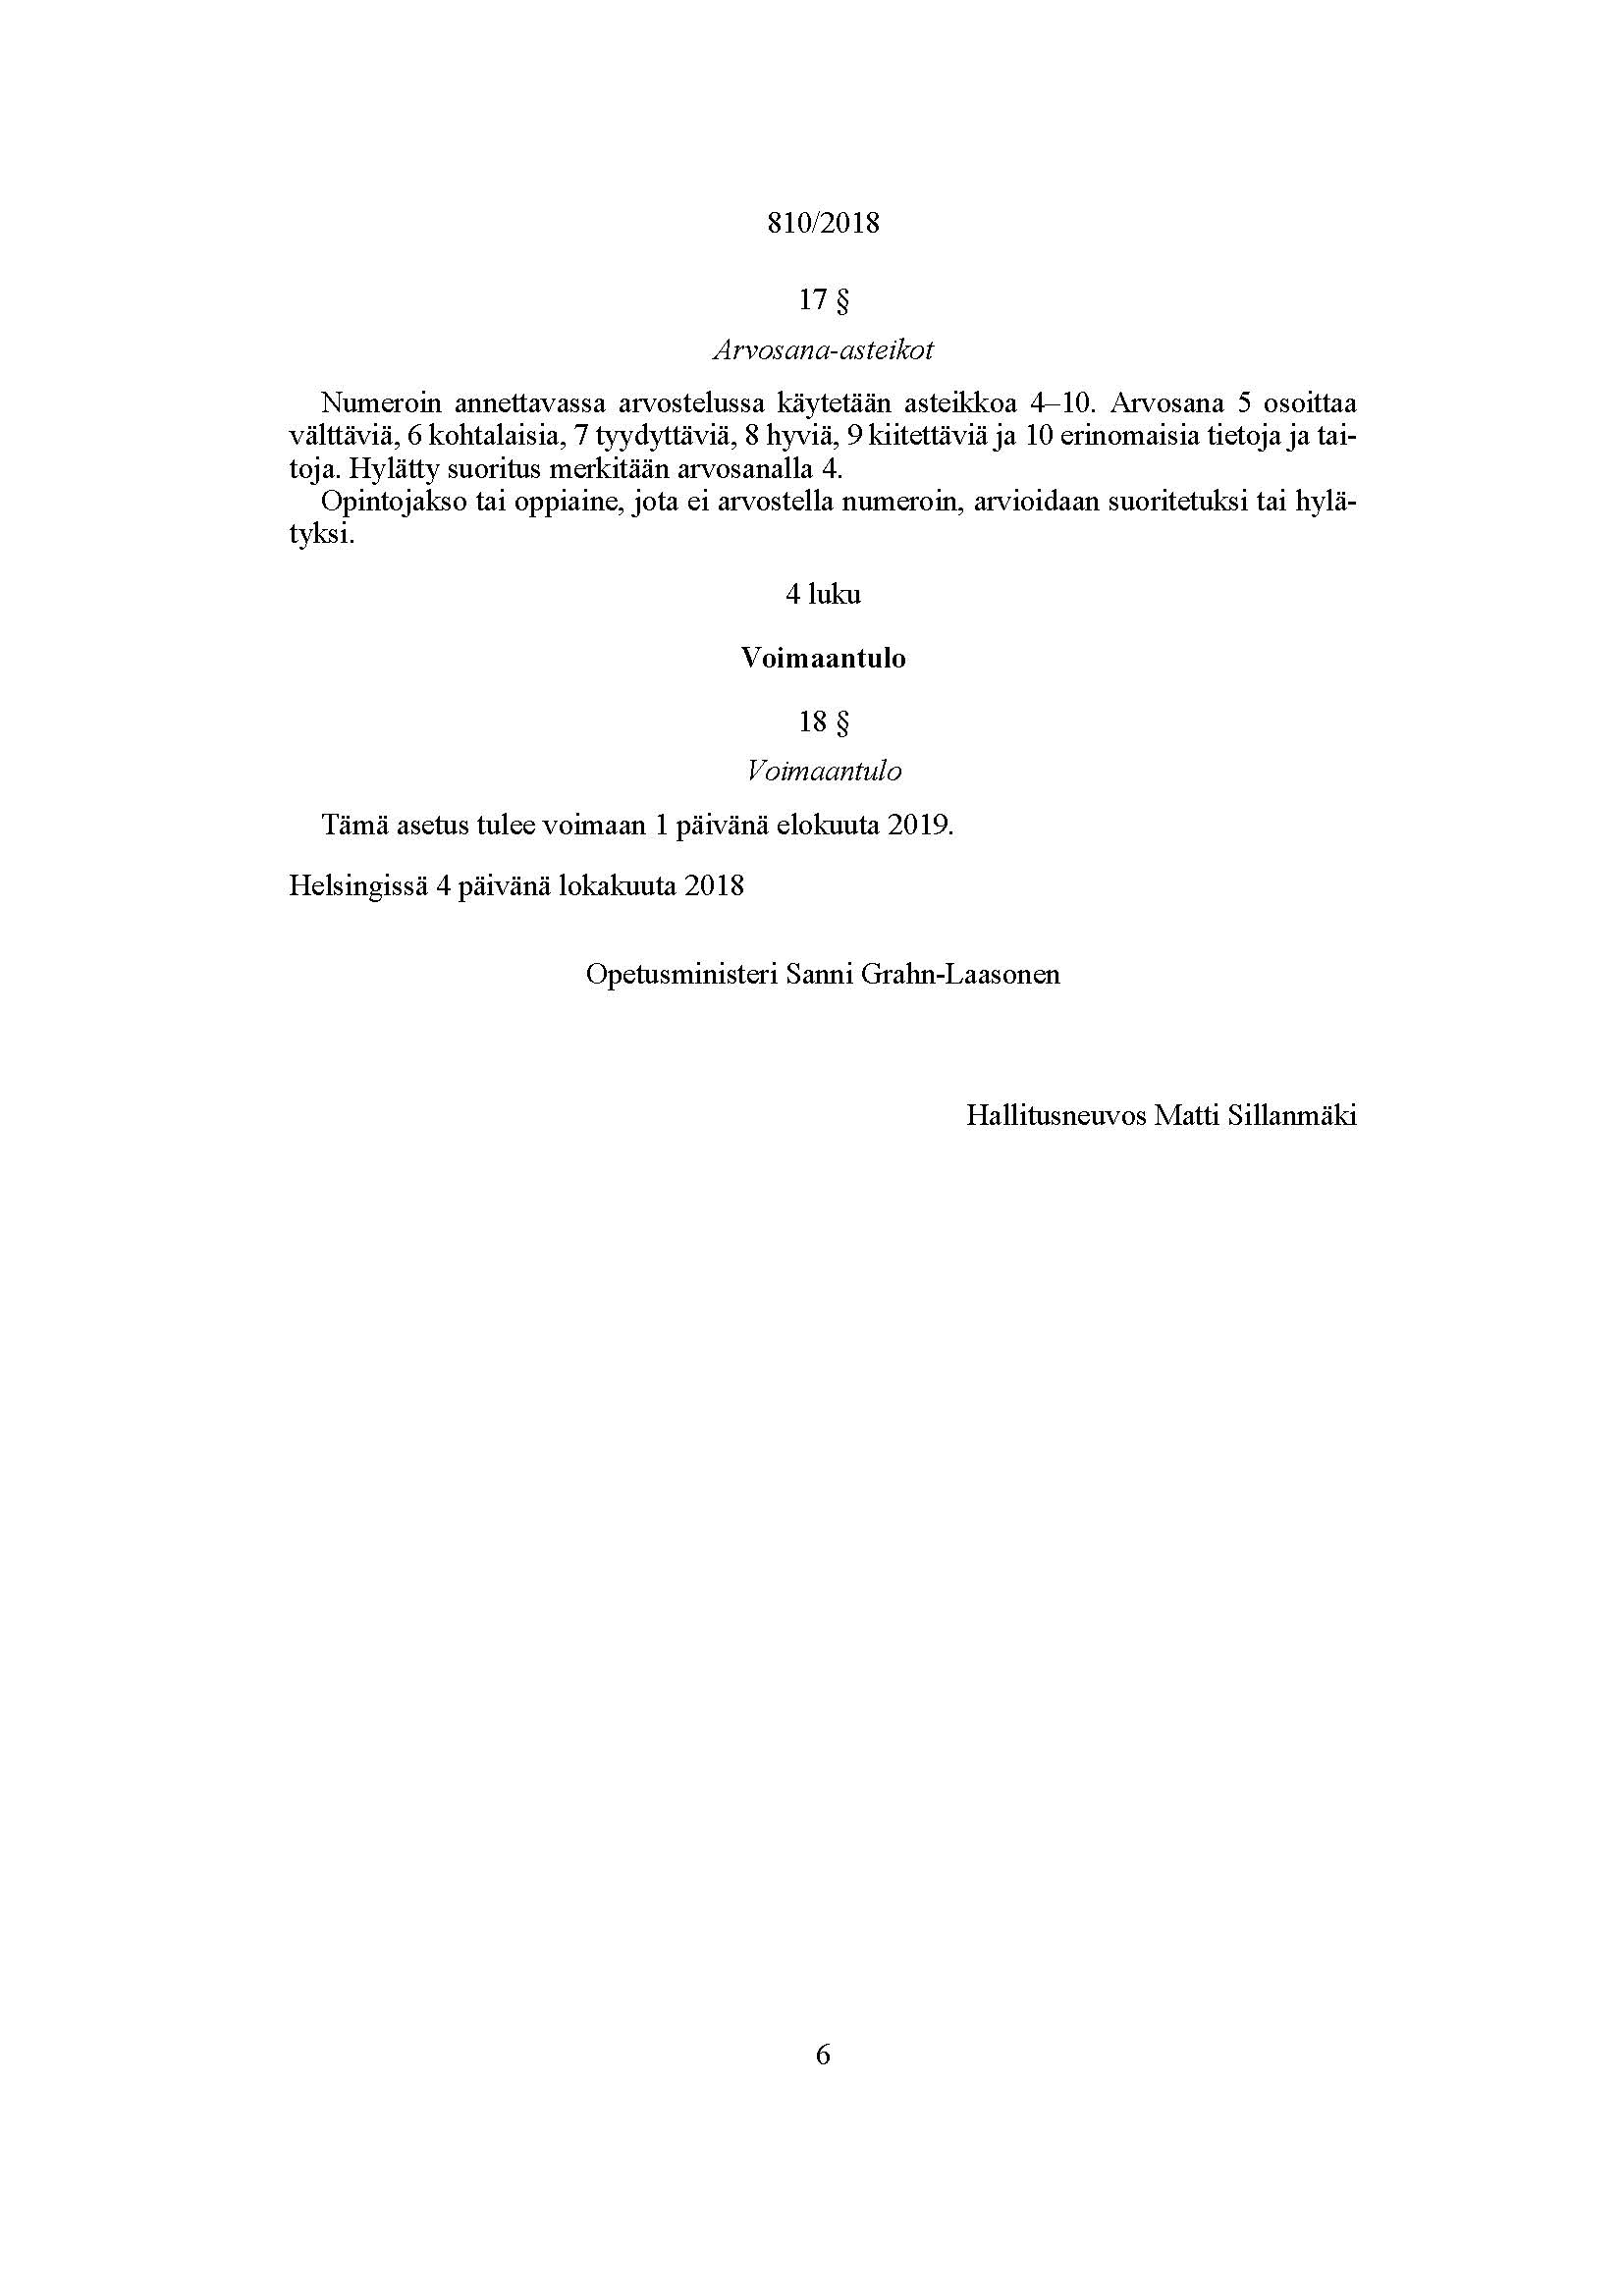 810/2018
17 §
Arvosana-asteikot
Numeroin annettavassa arvostelussa käytetään asteikkoa 4–10. Arvosana 5 osoittaa
välttäviä, 6 kohtalaisia, 7 tyydyttäviä, 8 hyviä, 9 kiitettäviä ja 10 erinomaisia tietoja ja tai-
toja. Hylätty suoritus merkitään arvosanalla 4.
Opintojakso tai oppiaine, jota ei arvostella numeroin, arvioidaan suoritetuksi tai hylä-
tyksi.
4 luku
Voimaantulo
18 §
Voimaantulo
Tämä asetus tulee voimaan 1 päivänä elokuuta 2019.
Helsingissä 4 päivänä lokakuuta 2018
Opetusministeri Sanni Grahn-Laasonen
Hallitusneuvos Matti Sillanmäki
6